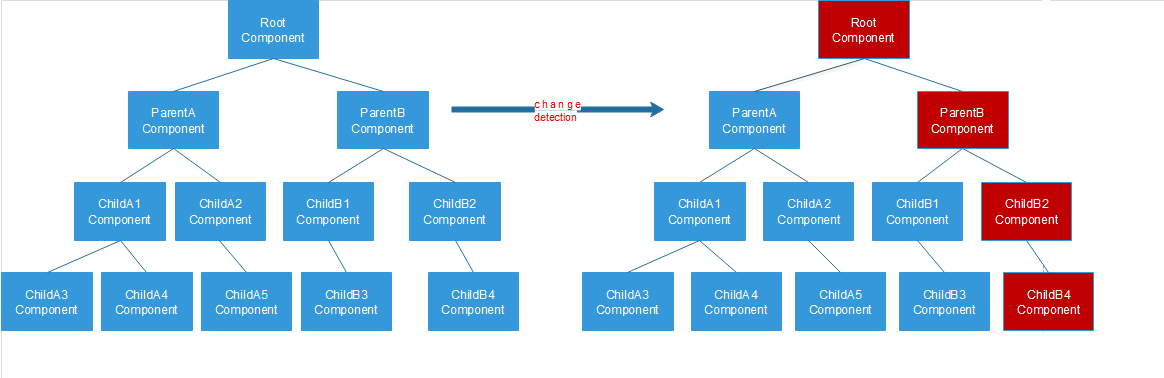 Root
Component
ParentA
Component
ParentB
Component
ChildA1
Component
ChildA2
Component
ChildB1
Component
ChildB2
Component
ChildA3
Component
ChildA4
Component
ChildA5
Component
ChildB3
Component
ChildB4
Component
change
detection
Root
Component
ParentA
Component
ParentB
Component
ChildA1
Component
ChildA2
Component
ChildB1
Component
ChildB2
Component
ChildA3
Component
ChildA4
Component
ChildA5
Component
ChildB3
Component
ChildB4
Component